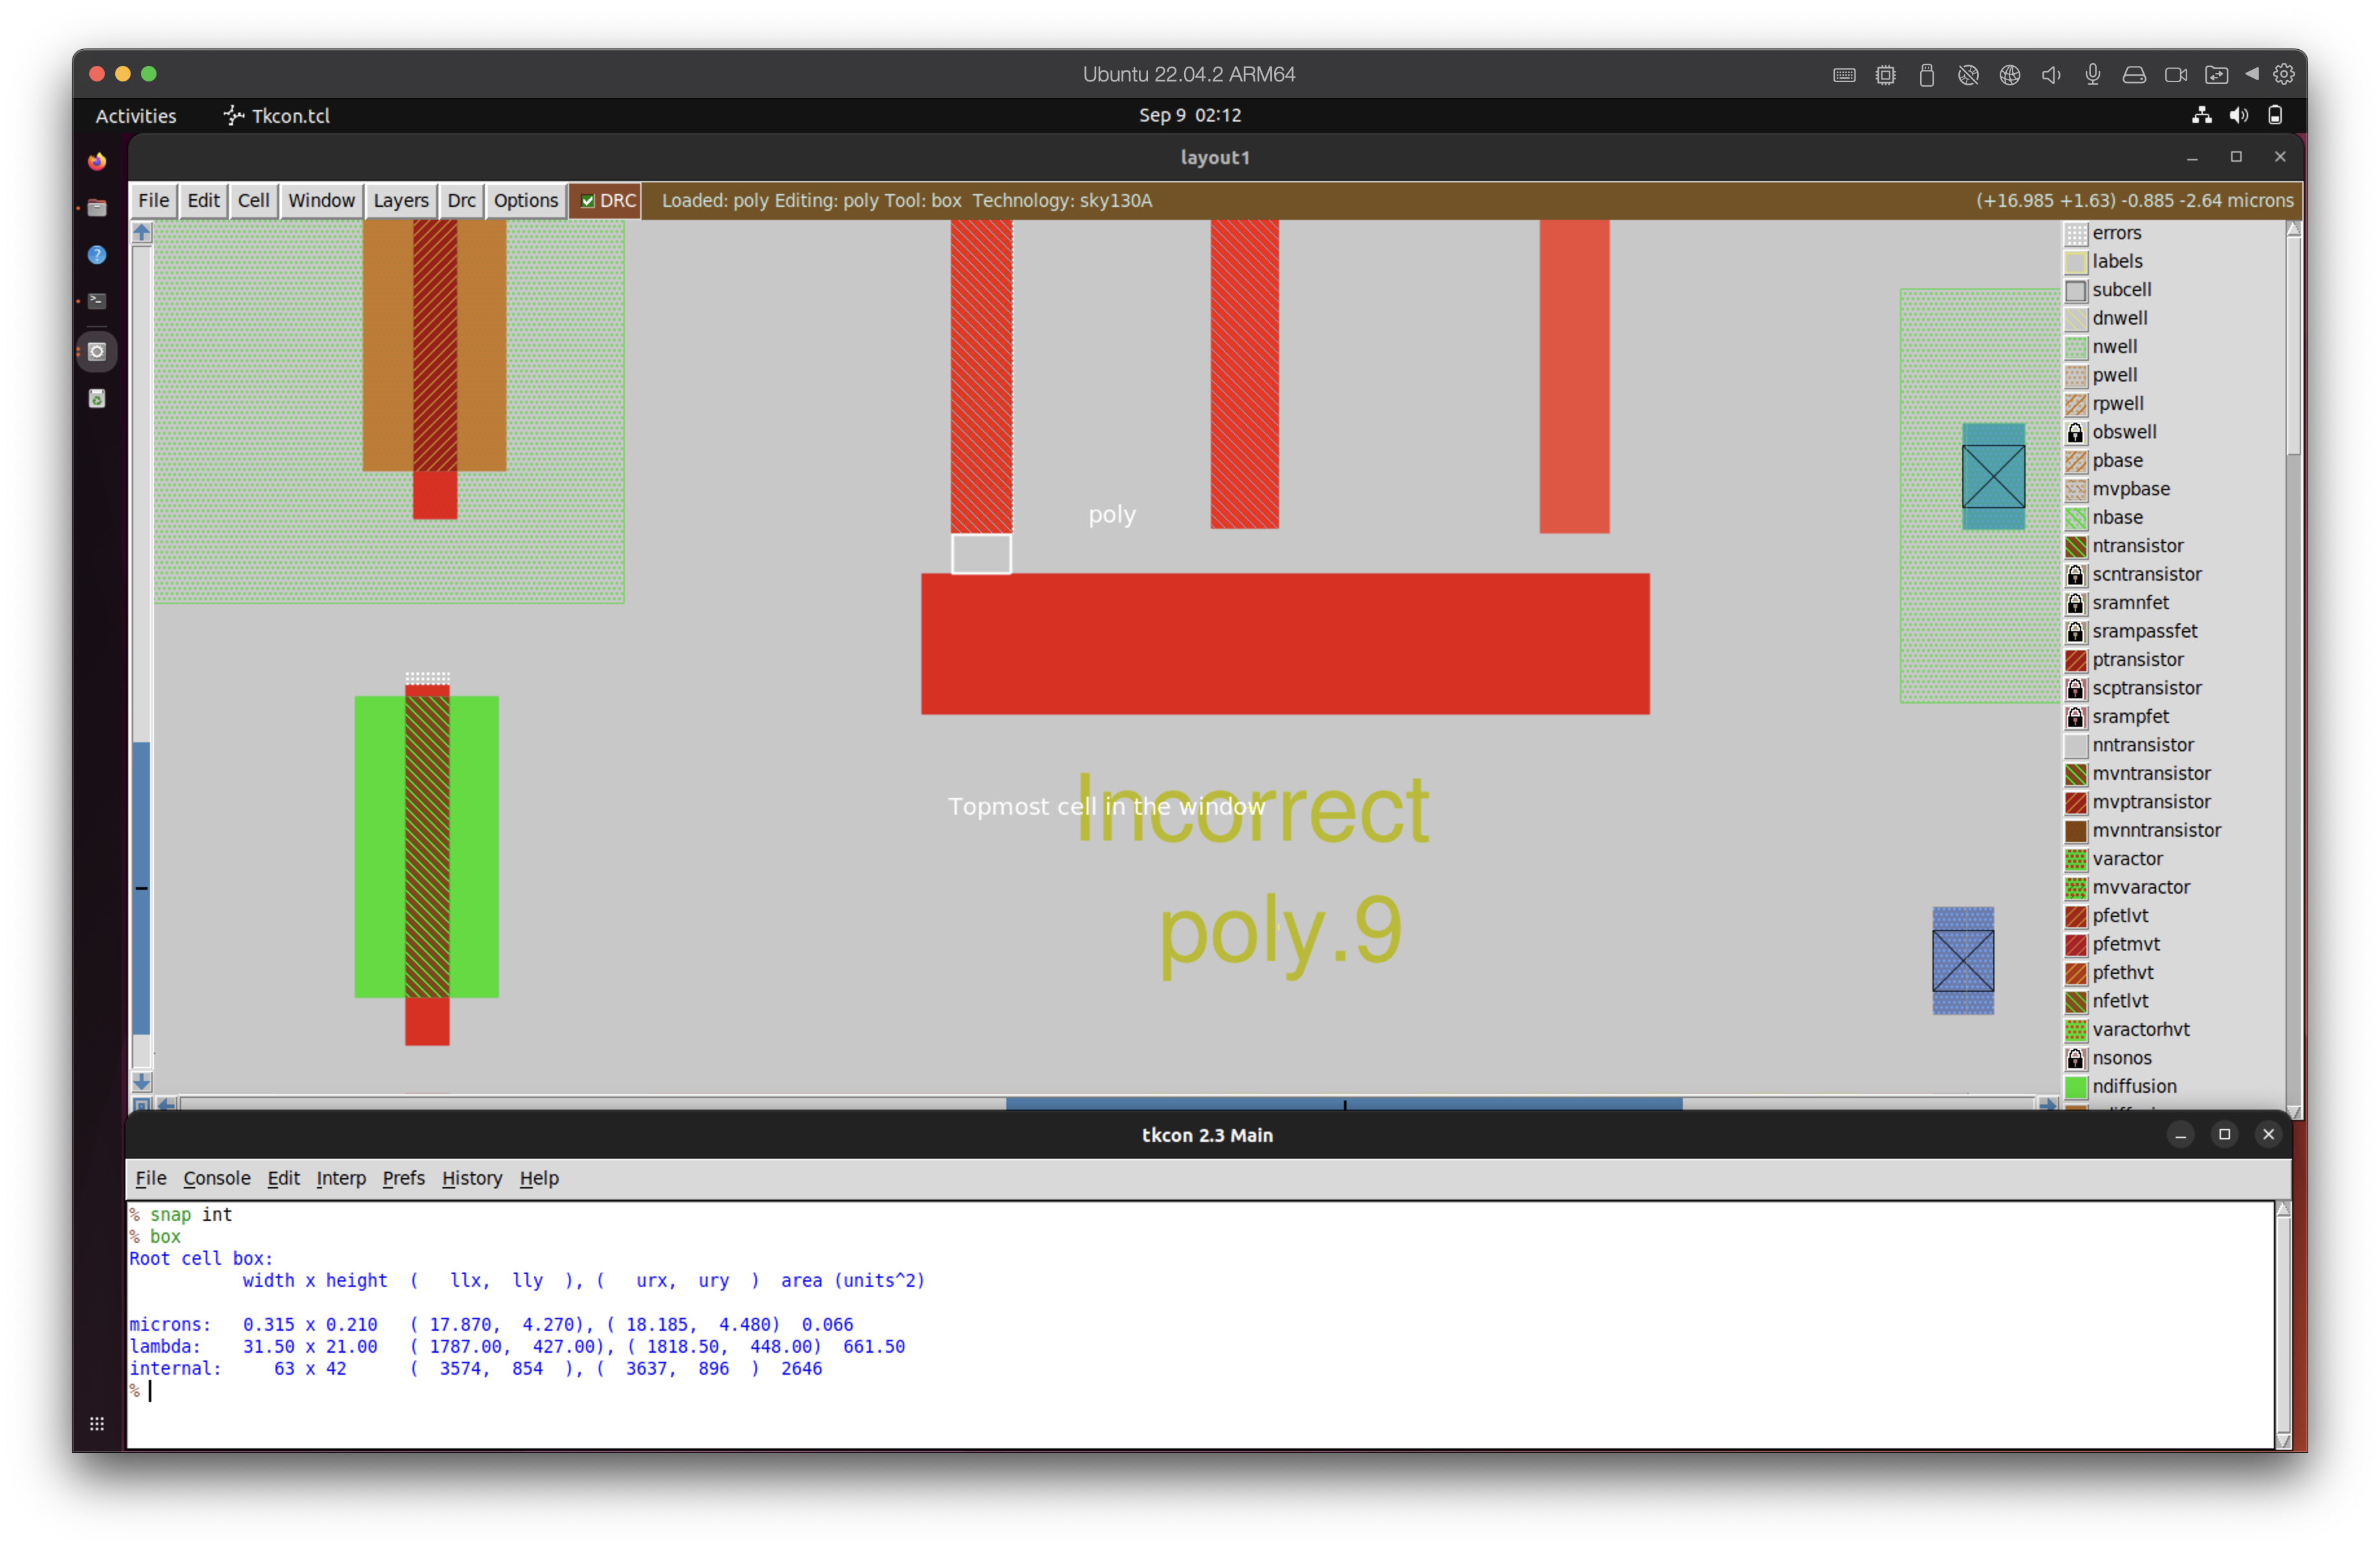 Ubuntu 22.04.2 ARM64
Activities
Tkcon.tcl
Sep 9 02:12
layout1
File Edit Cell Window Layers Drc Options DRC Loaded: poly Editing: poly Tool: box Technology: sky130A (+16.985 +1.63) -0.885 -2.64 microns
poly
Topmost cell in the window
Incorrect
poly.9
errors
labels
subcell
dnwell
nwell
pwell
rpwell
obswell
pbase
mvpbase
nbase
ntransistor
scntransistor
sramnfet
srampassfet
ptransistor
scptransistor
srampfet
nntransistor
mvntransistor
mvptransistor
mvnntransistor
varactor
mvvaractor
pfetlvt
pfetmvt
pfethvt
nfetlvt
varactorhvt
nsonos
ndiffusion
tkcon 2.3 Main
File Console Edit Interp Prefs History Help
% snap int
% box
Root cell box:
width x height ( llx, lly ), ( urx, ury ) area (units^2)
microns: 0.315 x 0.210 ( 17.870, 4.270), ( 18.185, 4.480) 0.066
lambda: 31.50 x 21.00 ( 1787.00, 427.00), ( 1818.50, 448.00) 661.50
internal: 63 x 42 ( 3574, 854 ), ( 3637, 896 ) 2646
%